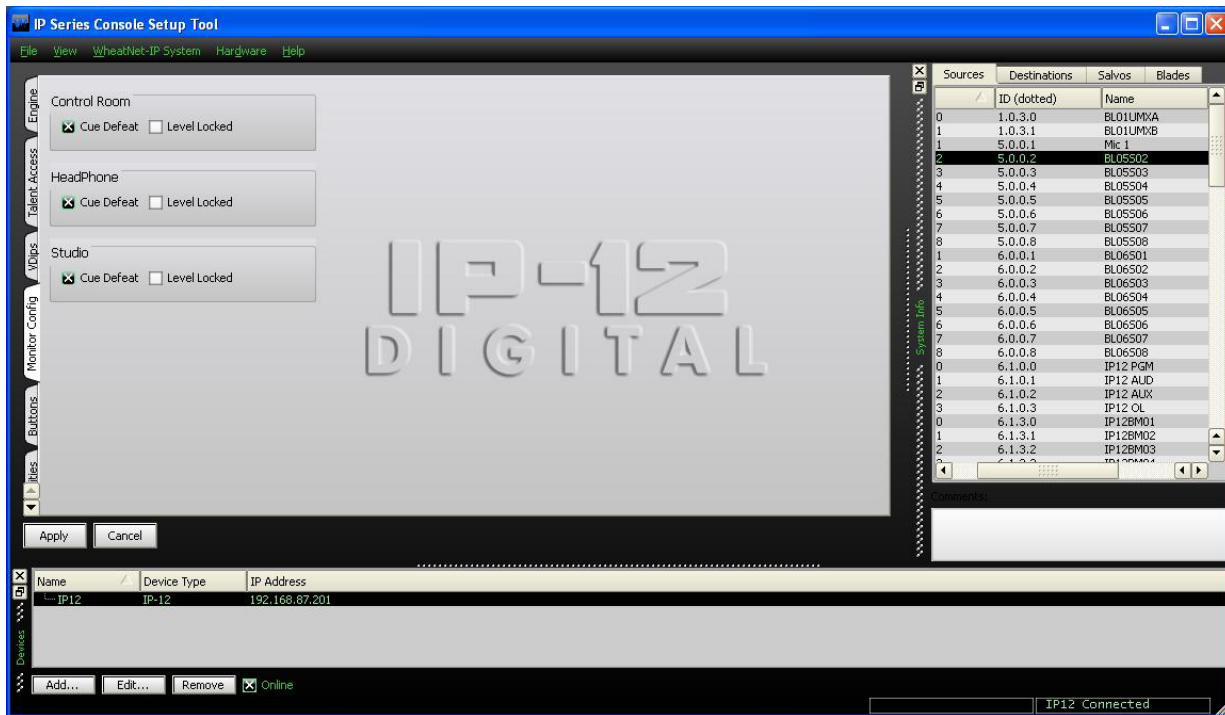 IP Series Console Setup Tool
File View WheatNet-IP System Hardware Help
Engine
Talent Access
VDips
Monitor Config
Buttons
Control Room
Cue Defeat Level Locked
HeadPhone
Cue Defeat Level Locked
Studio
Cue Defeat Level Locked
IP-12
DIGITAL
Apply Cancel
System Info
Sources Destinations Salvos Blades
ID (dotted) Name
0 1.0.3.0 BL01UMXA
1 1.0.3.1 BL01UMXB
1 5.0.0.1 Mic 1
2 5.0.0.2 BL05S02
3 5.0.0.3 BL05S03
4 5.0.0.4 BL05S04
5 5.0.0.5 BL05S05
6 5.0.0.6 BL05S06
7 5.0.0.7 BL05S07
8 5.0.0.8 BL05S08
1 6.0.0.1 BL06S01
2 6.0.0.2 BL06S02
3 6.0.0.3 BL06S03
4 6.0.0.4 BL06S04
5 6.0.0.5 BL06S05
6 6.0.0.6 BL06S06
7 6.0.0.7 BL06S07
8 6.0.0.8 BL06S08
0 6.1.0.0 IP12 PGM
1 6.1.0.1 IP12 AUD
2 6.1.0.2 IP12 AUX
3 6.1.0.3 IP12 OL
0 6.1.3.0 IP12BM01
1 6.1.3.1 IP12BM02
2 6.1.3.2 IP12BM03
Comments:
Devices
Name Device Type IP Address
IP12 IP-12 192.168.87.201
Add... Edit... Remove Online
IP12 Connected